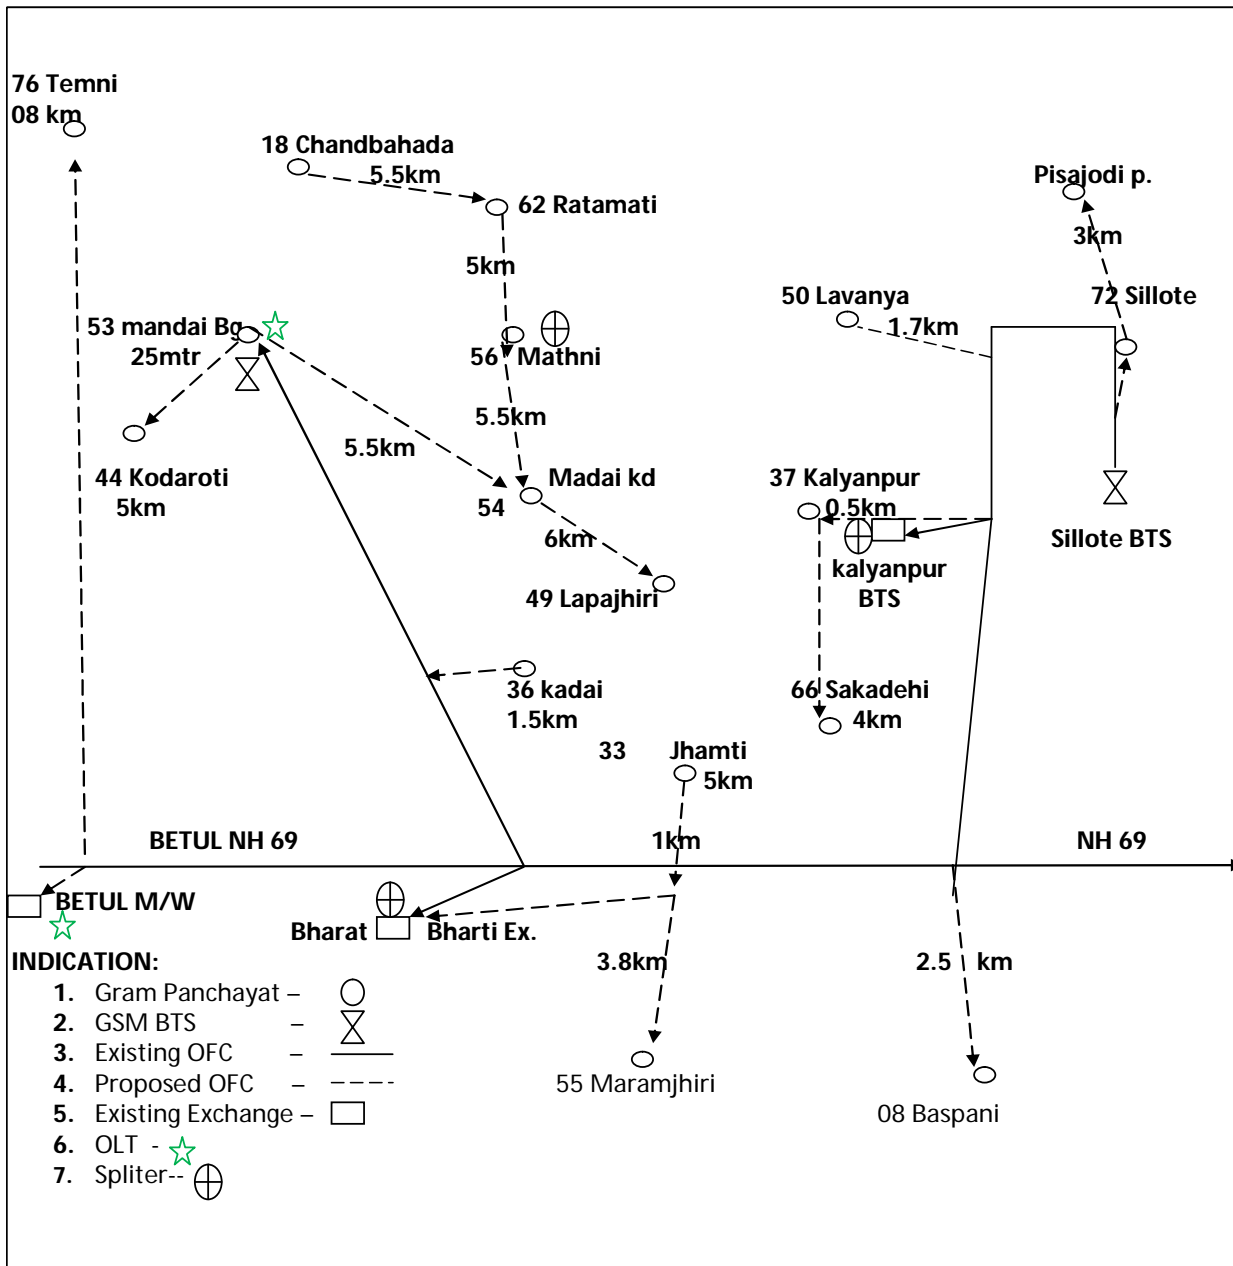 76 Temni
08 km
18 Chandbahada
5.5km
62 Ratamati
Pisajodi p.
3km
5km
50 Lavanya
1.7km
72 Sillote
53 mandai Bg
25mtr
56 Mathni
5.5km
5.5km
44 Kodaroti
5km
Madai kd
54
37 Kalyanpur
0.5km
6km
Sillote BTS
kalyanpur
BTS
49 Lapajhiri
36 kadai
1.5km
66 Sakadehi
4km
33 Jhamti
5km
BETUL NH 69
1km
NH 69
BETUL M/W
Bharat Bharti Ex.
3.8km
2.5 km
INDICATION:
1. Gram Panchayat –
2. GSM BTS –
3. Existing OFC –
4. Proposed OFC –
5. Existing Exchange –
6. OLT -
7. Spliter--
55 Maramjhiri
08 Baspani